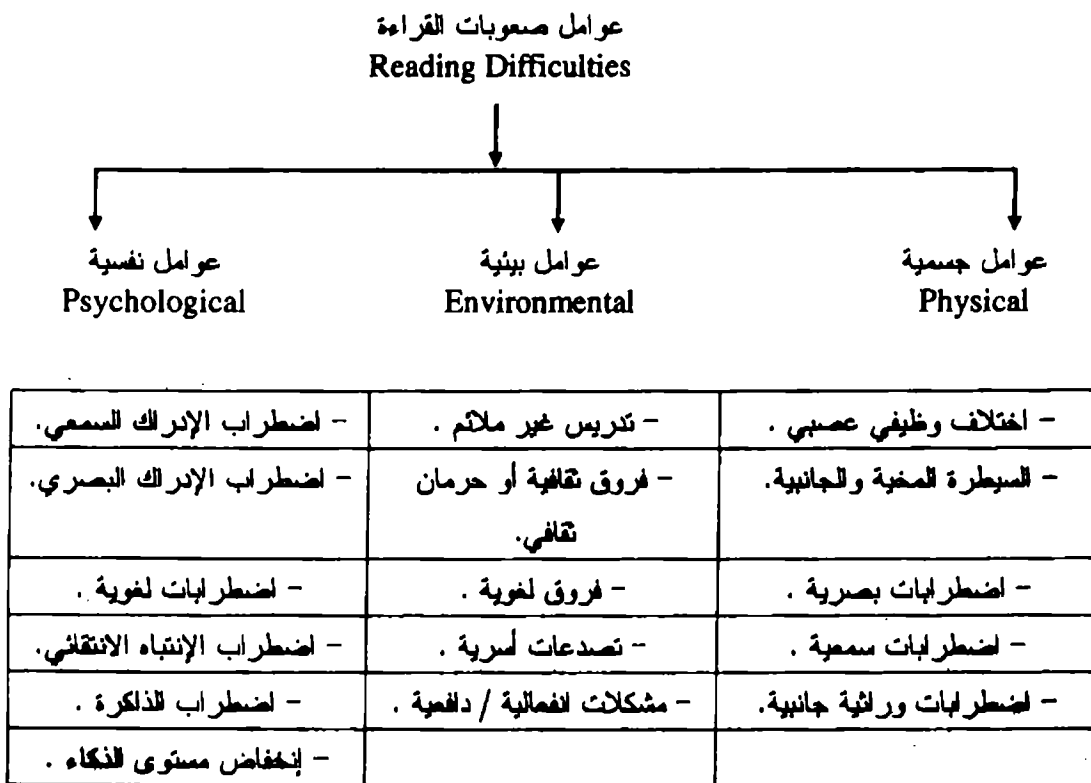 عوامل صعوبات القراءة
Reading Difficulties
عوامل جسمية
Physical
عوامل بيئية
Environmental
عوامل نفسية
Psychological
- اختلاف وظيفي عصبي .
- تدريس غير ملائم .
- اضطراب الإدراك السمعي.
- السيطرة المخية والجانبية.
- فروق ثقافية أو حرمان
ثقافي.
- اضطراب الإدراك البصري.
- اضطرابات بصرية .
- فروق لغوية .
- اضطرابات لغوية .
- اضطرابات سمعية .
- تصدعات أسرية .
- اضطراب الإنتباه الانتقائي.
- اضطرابات وراثية جانبية.
- مشكلات انفعالية / دافعية .
- اضطراب الذاكرة .
- إنخفاض مستوى الذكاء .